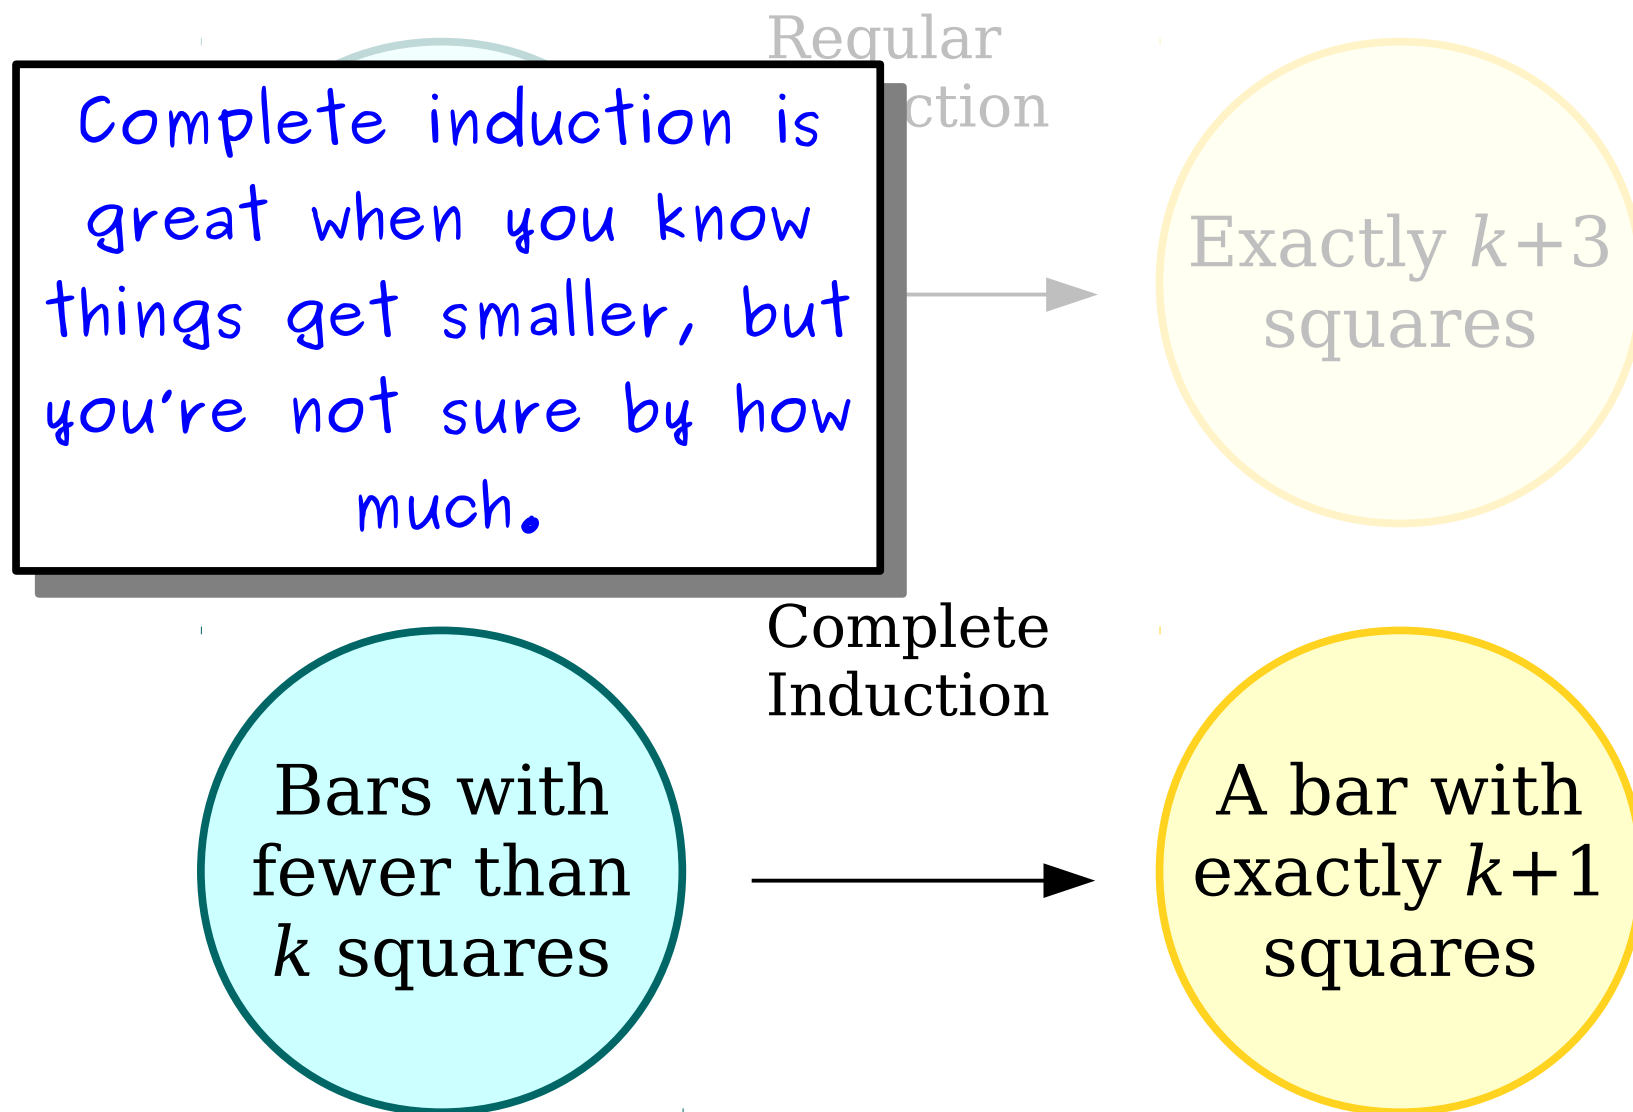 Regular
ction
Complete induction is
great when you know
things get smaller, but
you're not sure by how
much.
Exactly k+3
squares
Complete
Induction
Bars with
fewer than
k squares
A bar with
exactly k+1
squares